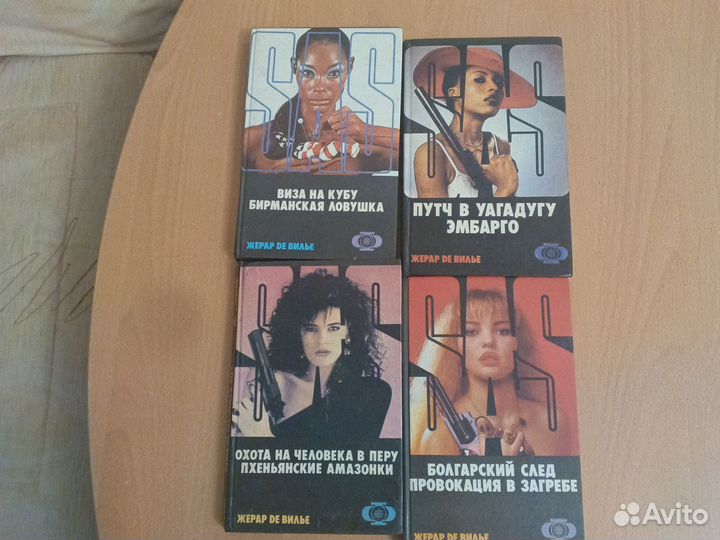 SAS
ВИЗА НА КУБУ
БИРМАНСКАЯ ЛОВУШКА
ЖЕРАР DE ВИЛЬЕ
SAS
ПУТЧ В УАГАДУГУ
ЭМБАРГО
ЖЕРАР DE ВИЛЬЕ
SAS
ОХОТА НА ЧЕЛОВЕКА В ПЕРУ
ПХЕНЬЯНСКИЕ АМАЗОНКИ
ЖЕРАР DE ВИЛЬЕ
SAS
БОЛГАРСКИЙ СЛЕД
ПРОВОКАЦИЯ В ЗАГРЕБЕ
ЖЕРАР DE ВИЛЬЕ
Avito